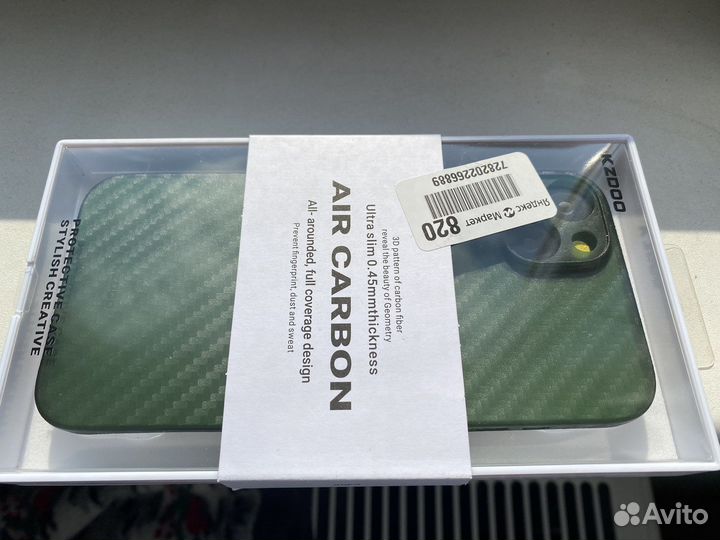 KZDOO
Яндекс Маркет
820
728202266889
3D pattern of carbon fiber
reveal the beauty of Geometry
Ultra slim 0.45mmthickness
AIR CARBON
All- arounded, full coverage design
Prevent fingerprint, dust and sweat
PROTECTIVE CASE
STYLISH CREATIVE
Avito